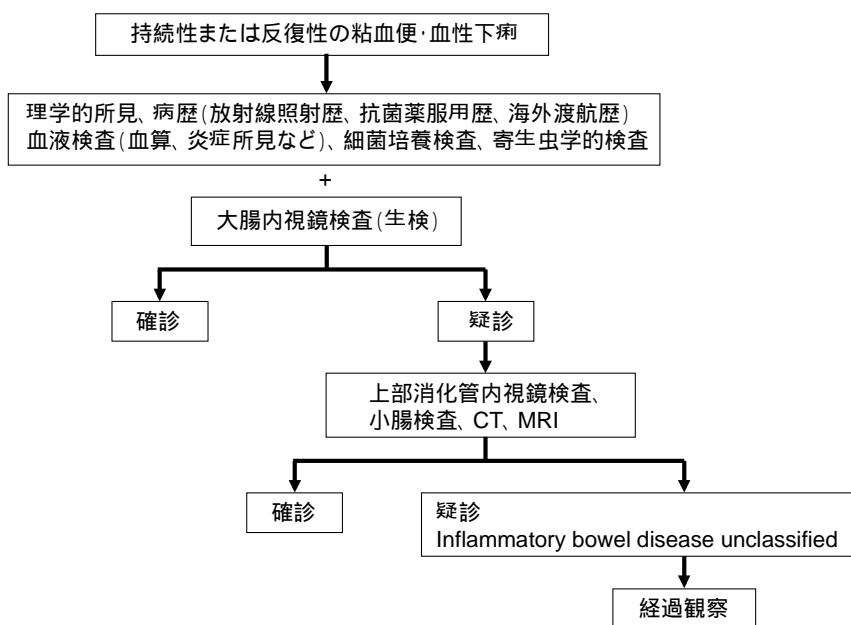 持続性または反復性の粘血便・血性下痢
理学的所見、病歴(放射線照射歴、抗菌薬服用歴、海外渡航歴)
血液検査(血算、炎症所見など)、細菌培養検査、寄生虫学的検査
+
大腸内視鏡検査(生検)
確診
疑診
上部消化管内視鏡検査、
小腸検査、CT、MRI
確診
疑診
Inflammatory bowel disease unclassified
経過観察